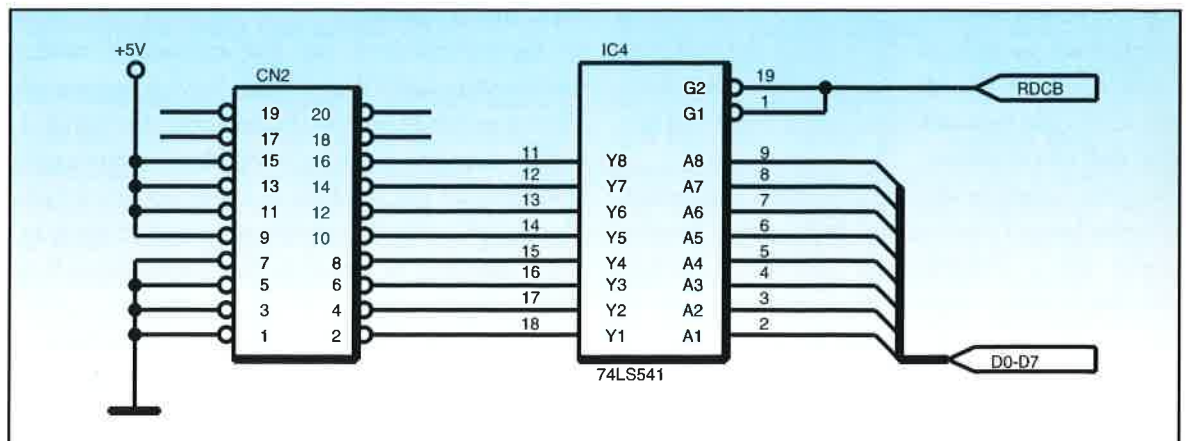 +5V
CN2
IC4
19 20
17 18
15 16
13 14
11 12
9 10
7 8
5 6
3 4
1 2
11
12
13
14
15
16
17
18
Y8 A8
Y7 A7
Y6 A6
Y5 A5
Y4 A4
Y3 A3
Y2 A2
Y1 A1
G2
G1
19
1
9
8
7
6
5
4
3
2
74LS541
RDCB
D0-D7